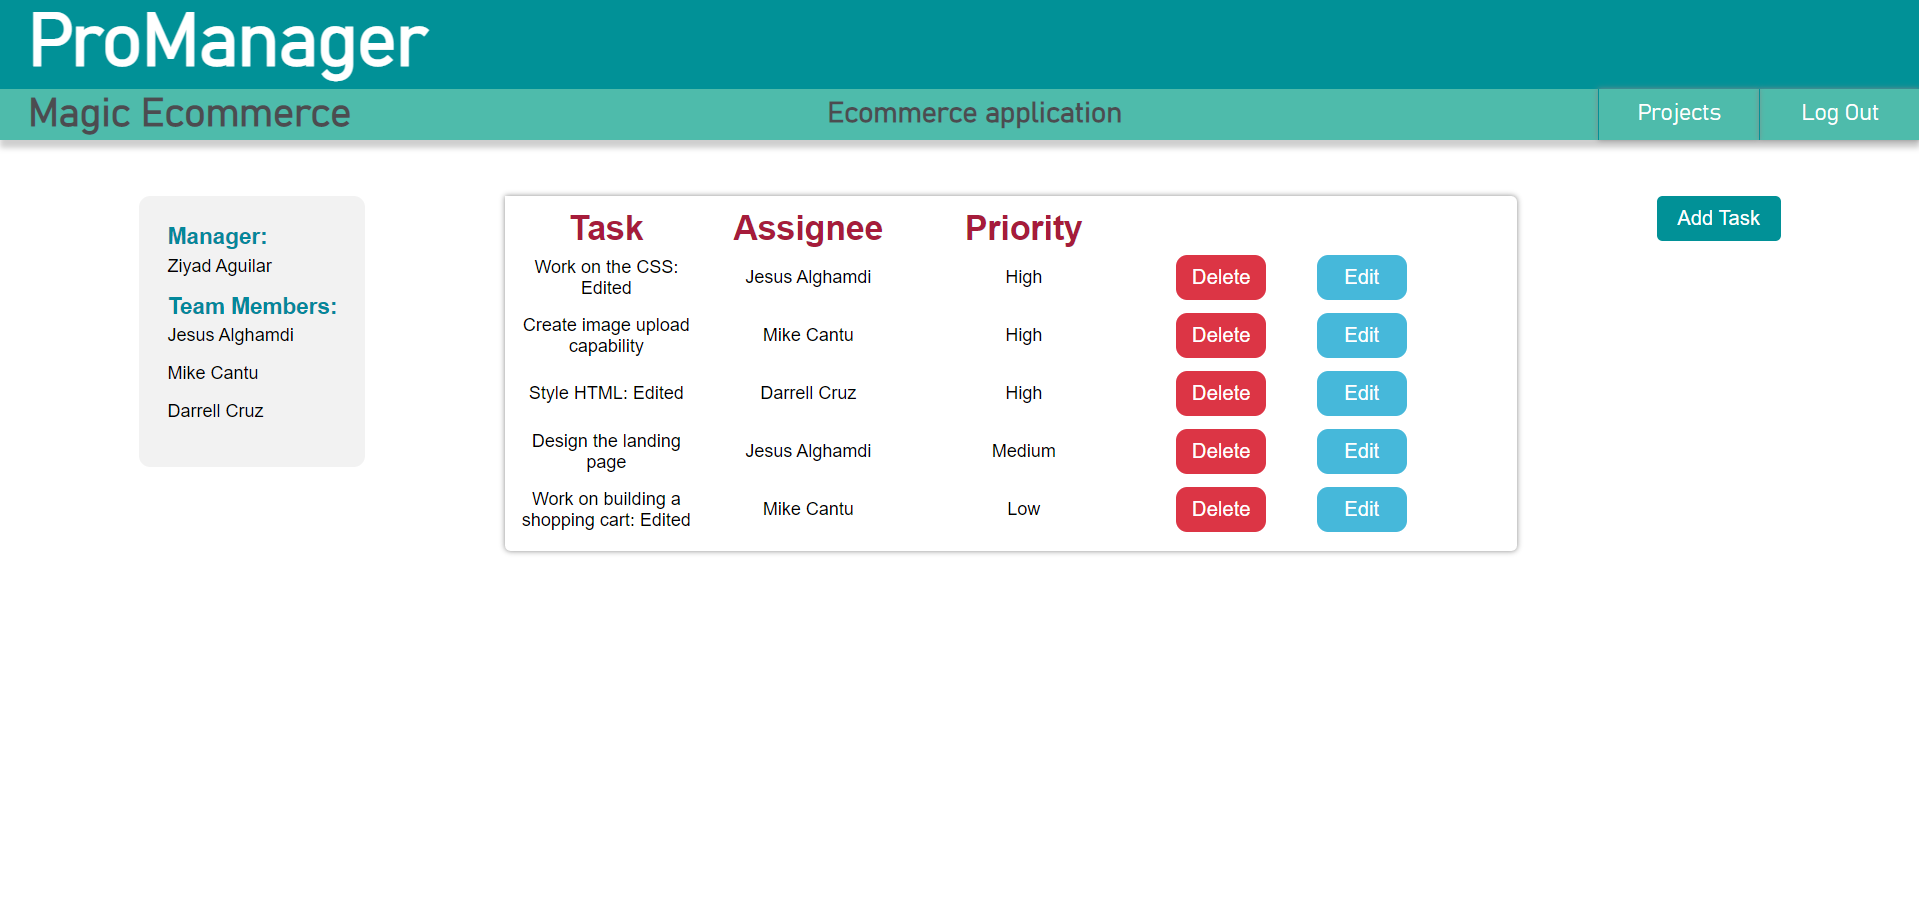 ProManager
Magic Ecommerce
Ecommerce application
Projects
Log Out
Manager:
Ziyad Aguilar
Team Members:
Jesus Alghamdi
Mike Cantu
Darrell Cruz
Task Assignee Priority
Work on the CSS:
Edited
Jesus Alghamdi High Delete Edit
Create image upload
capability
Mike Cantu High Delete Edit
Style HTML: Edited Darrell Cruz High Delete Edit
Design the landing
page
Jesus Alghamdi Medium Delete Edit
Work on building a
shopping cart: Edited
Mike Cantu Low Delete Edit
Add Task